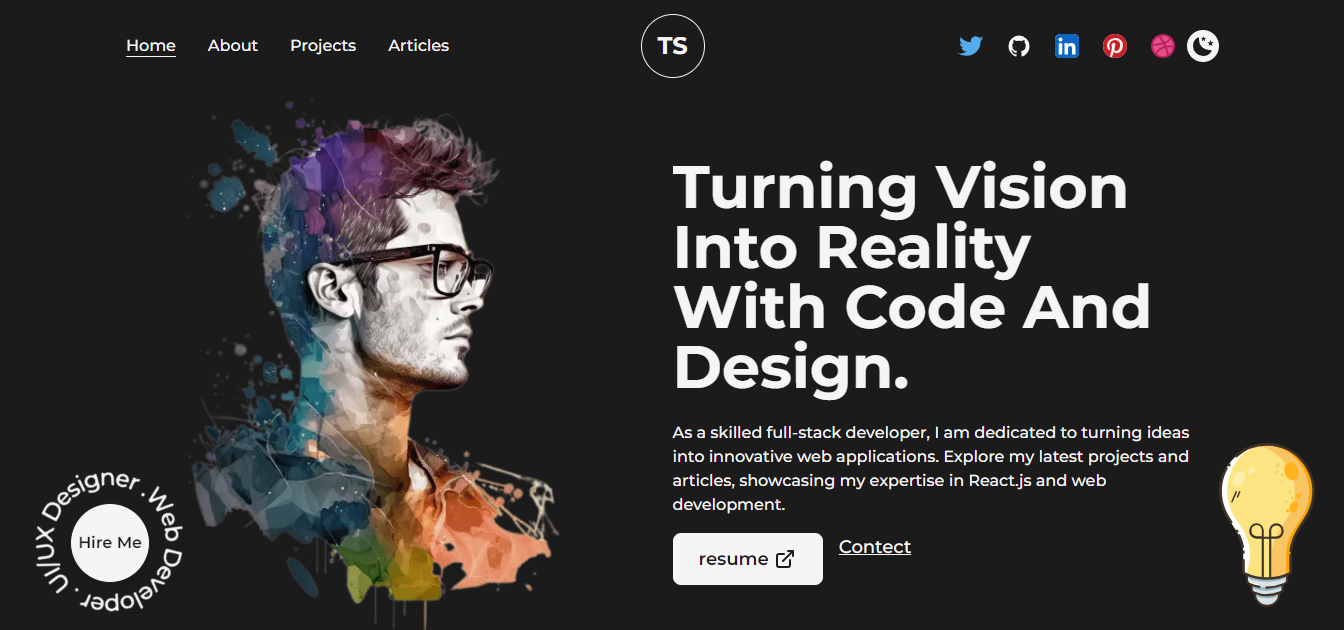 Home About Projects Articles
TS
in
Turning Vision
Into Reality
With Code And
Design.
As a skilled full-stack developer, I am dedicated to turning ideas
into innovative web applications. Explore my latest projects and
articles, showcasing my expertise in React.js and web
development.
resume
Contect
UI/UX Designer . Web Developer .
Hire Me